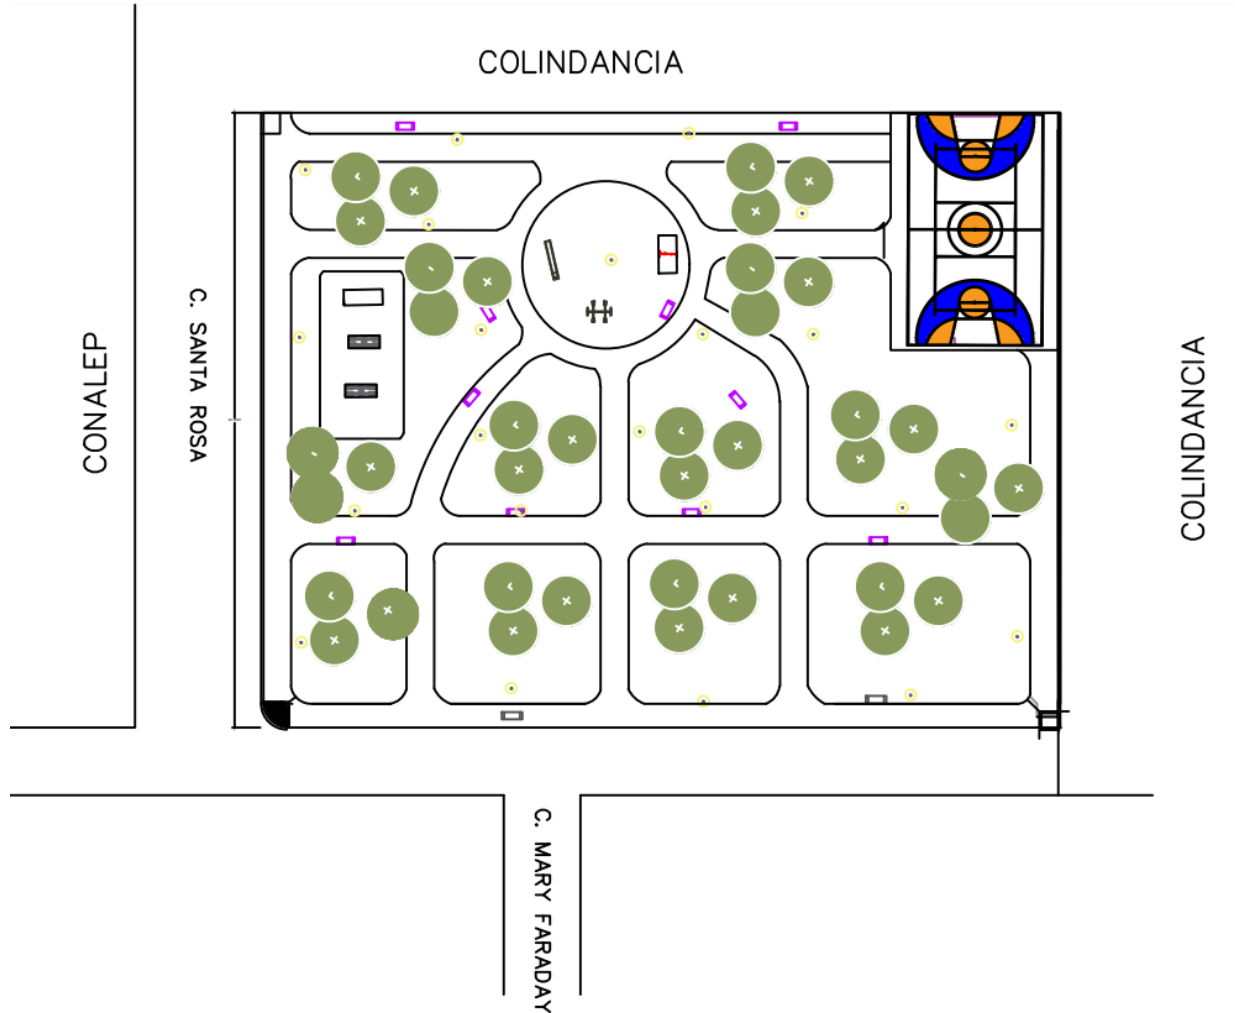 COLINDANCIA
CONALEP
C. SANTA ROSA
COLINDANCIA
C. MARY FARADAY